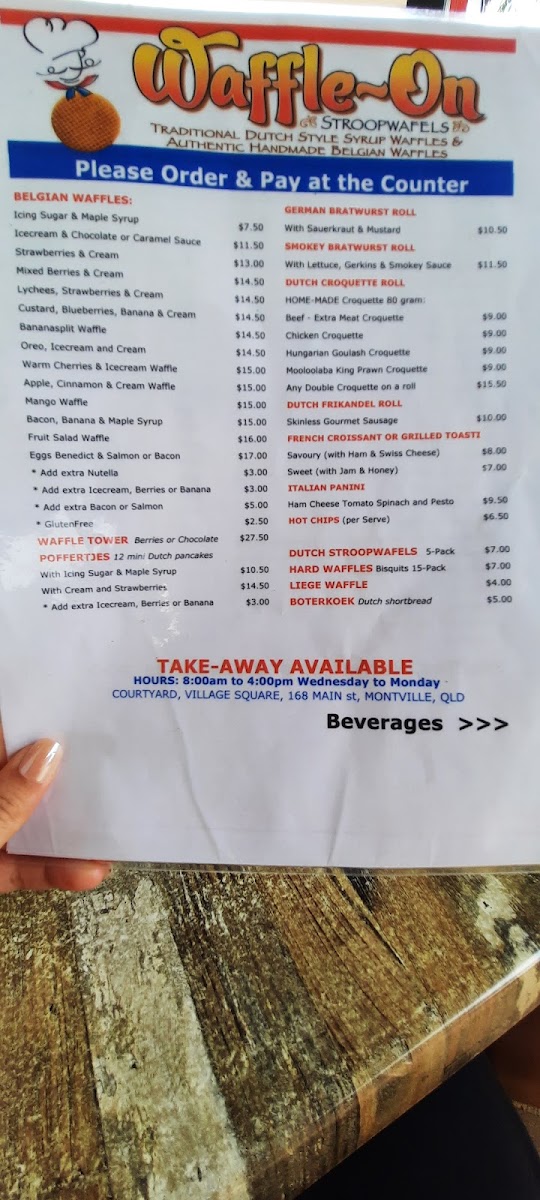 Waffle~On
STROOPWAFELS
TRADITIONAL DUTCH STYLE SYRUP WAFFLES &
AUTHENTIC HANDMADE BELGIAN WAFFLES
Please Order & Pay at the Counter
BELGIAN WAFFLES:
Icing Sugar & Maple Syrup $7.50
Icecream & Chocolate or Caramel Sauce $11.50
Strawberries & Cream $13.00
Mixed Berries & Cream $14.50
Lychees, Strawberries & Cream $14.50
Custard, Blueberries, Banana & Cream $14.50
Bananasplit Waffle $14.50
Oreo, Icecream and Cream $14.50
Warm Cherries & Icecream Waffle $15.00
Apple, Cinnamon & Cream Waffle $15.00
Mango Waffle $15.00
Bacon, Banana & Maple Syrup $15.00
Fruit Salad Waffle $16.00
Eggs Benedict & Salmon or Bacon $17.00
* Add extra Nutella $3.00
* Add extra Icecream, Berries or Banana $3.00
* Add extra Bacon or Salmon $5.00
* GlutenFree $2.50
WAFFLE TOWER Berries or Chocolate $27.50
POFFERTJES 12 mini Dutch pancakes
With Icing Sugar & Maple Syrup $10.50
With Cream and Strawberries $14.50
* Add extra Icecream, Berries or Banana $3.00
GERMAN BRATWURST ROLL
With Sauerkraut & Mustard $10.50
SMOKEY BRATWURST ROLL
With Lettuce, Gerkins & Smokey Sauce $11.50
DUTCH CROQUETTE ROLL
HOME-MADE Croquette 80 gram:
Beef - Extra Meat Croquette $9.00
Chicken Croquette $9.00
Hungarian Goulash Croquette $9.00
Mooloolaba King Prawn Croquette $9.00
Any Double Croquette on a roll $15.50
DUTCH FRIKANDEL ROLL
Skinless Gourmet Sausage $10.00
FRENCH CROISSANT OR GRILLED TOASTI
Savoury (with Ham & Swiss Cheese) $8.00
Sweet (with Jam & Honey) $7.00
ITALIAN PANINI
Ham Cheese Tomato Spinach and Pesto $9.50
HOT CHIPS (per Serve) $6.50
DUTCH STROOPWAFELS 5-Pack $7.00
HARD WAFFLES Bisquits 15-Pack $7.00
LIEGE WAFFLE $4.00
BOTERKOEK Dutch shortbread $5.00
TAKE-AWAY AVAILABLE
HOURS: 8:00am to 4:00pm Wednesday to Monday
COURTYARD, VILLAGE SQUARE, 168 MAIN st, MONTVILLE, QLD
Beverages >>>